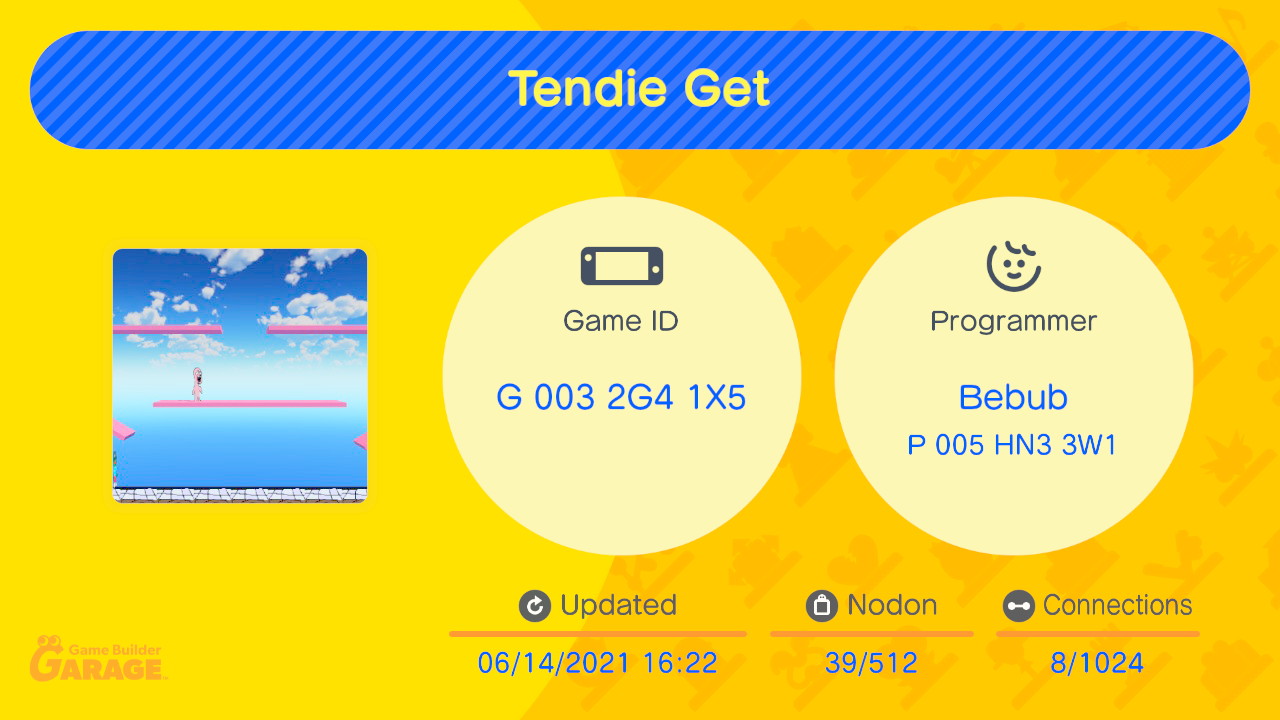 Tendie Get
Game ID
G 003 2G4 1X5
Programmer
Bebub
P 005 HN3 3W1
Updated
06/14/2021 16:22
Nodon
39/512
Connections
8/1024
Game Builder
GARAGE™